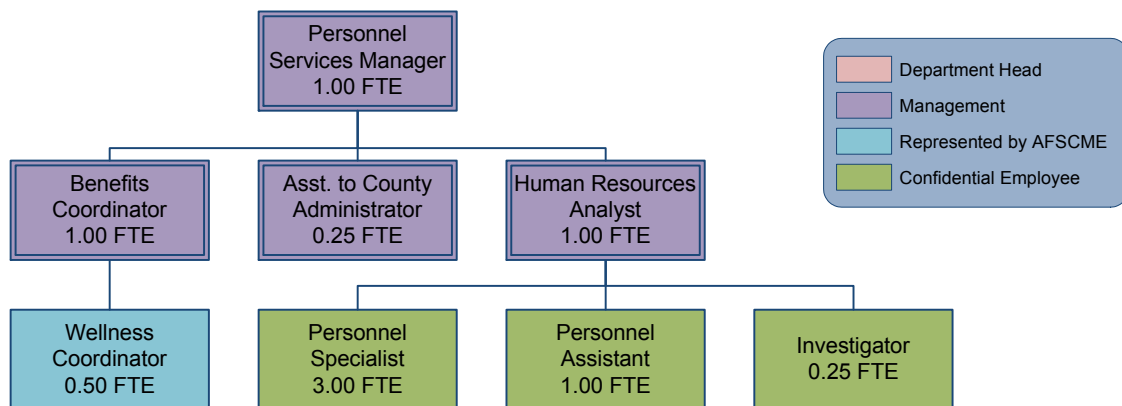 Personnel
Services Manager
1.00 FTE
Department Head
Management
Represented by AFSCME
Confidential Employee
Benefits
Coordinator
1.00 FTE
Asst. to County
Administrator
0.25 FTE
Human Resources
Analyst
1.00 FTE
Wellness
Coordinator
0.50 FTE
Personnel
Specialist
3.00 FTE
Personnel
Assistant
1.00 FTE
Investigator
0.25 FTE